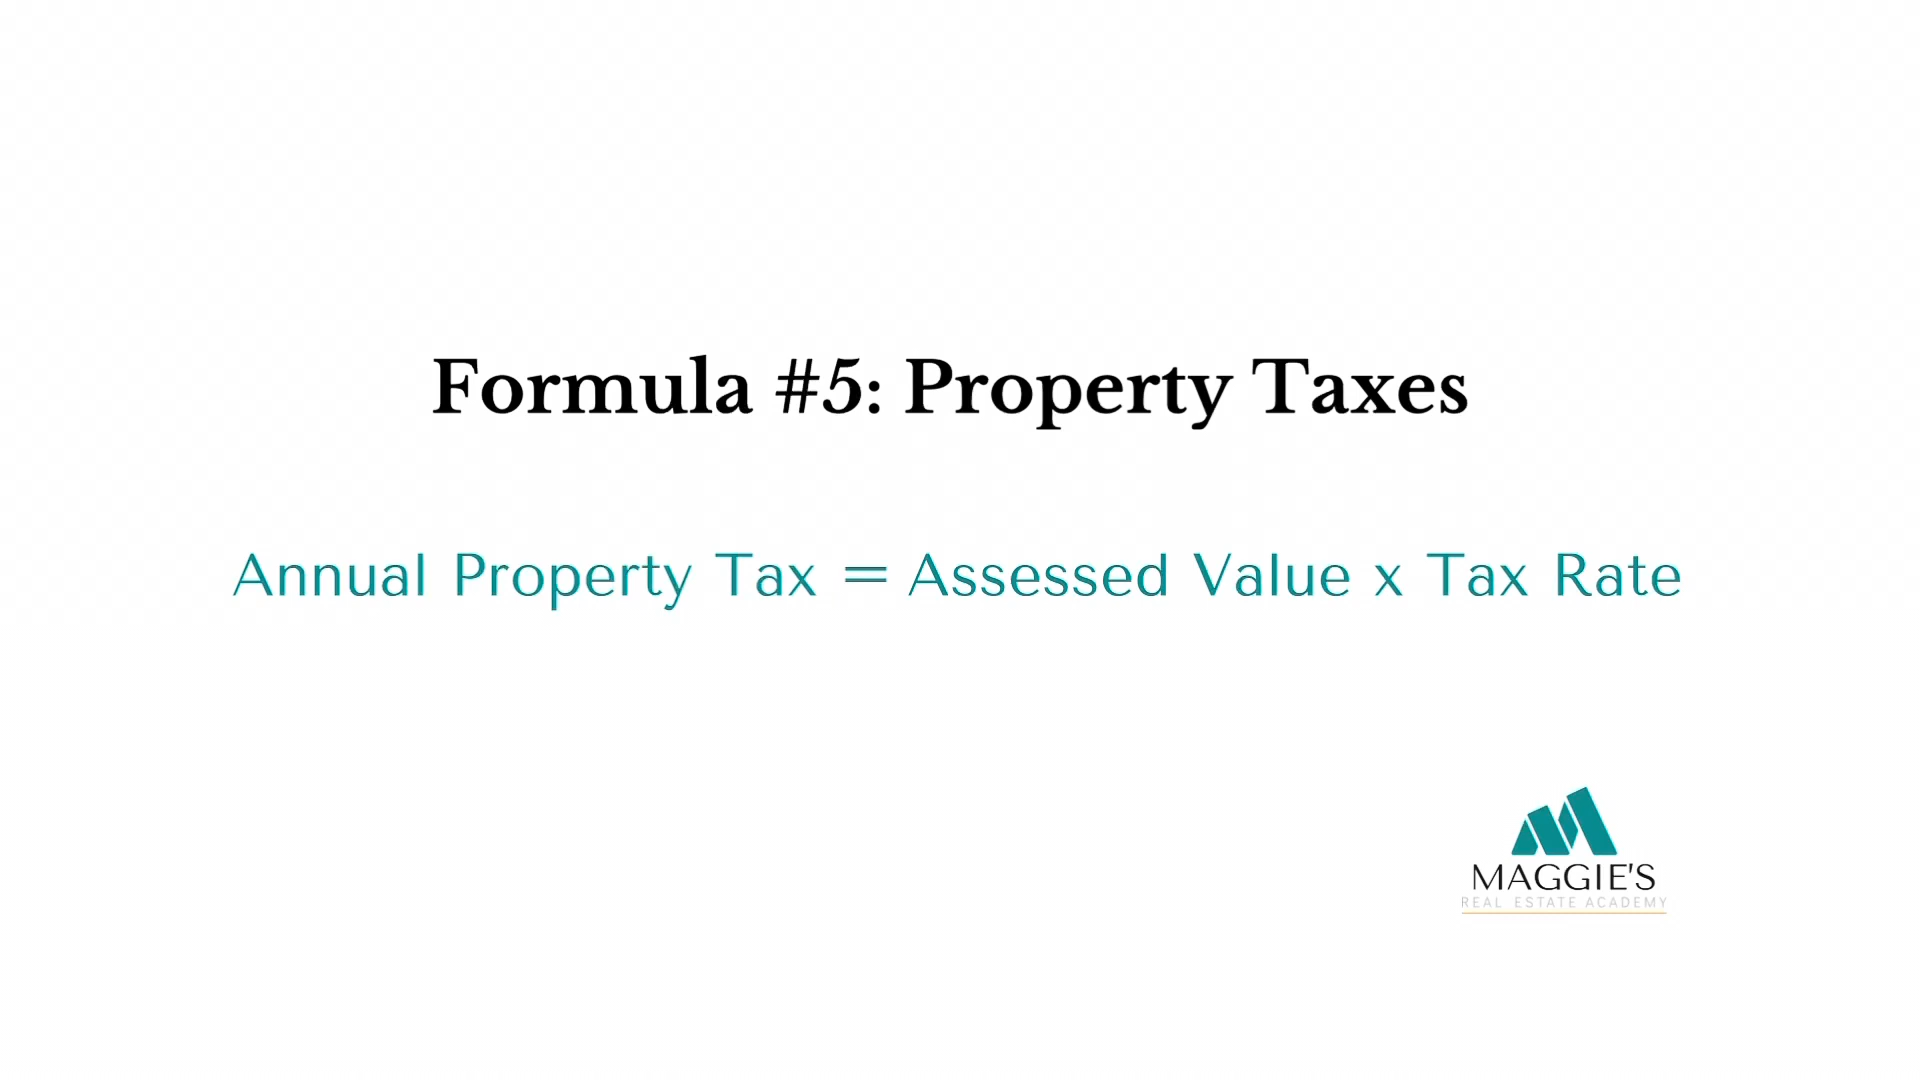 Formula #5: Property Taxes
Annual Property Tax = Assessed Value x Tax Rate
MAGGIE'S
REAL ESTATE ACADEMY